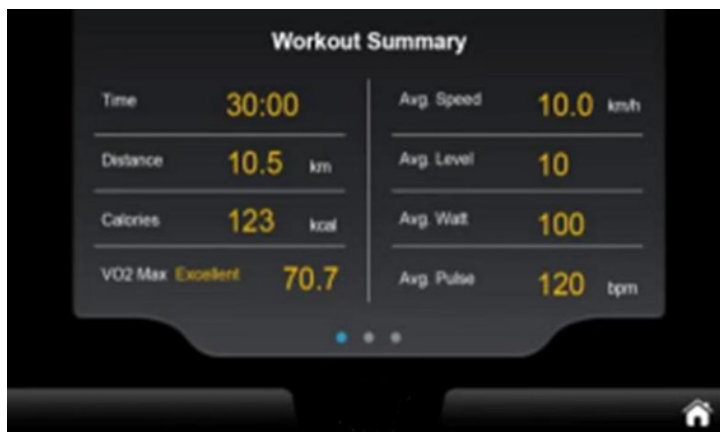 Workout Summary
Time 30:00
Distance 10.5 km
Calories 123 kcal
VO2 Max Excellent 70.7
Avg. Speed 10.0 km/h
Avg. Level 10
Avg. Watt 100
Avg. Pulse 120 bpm